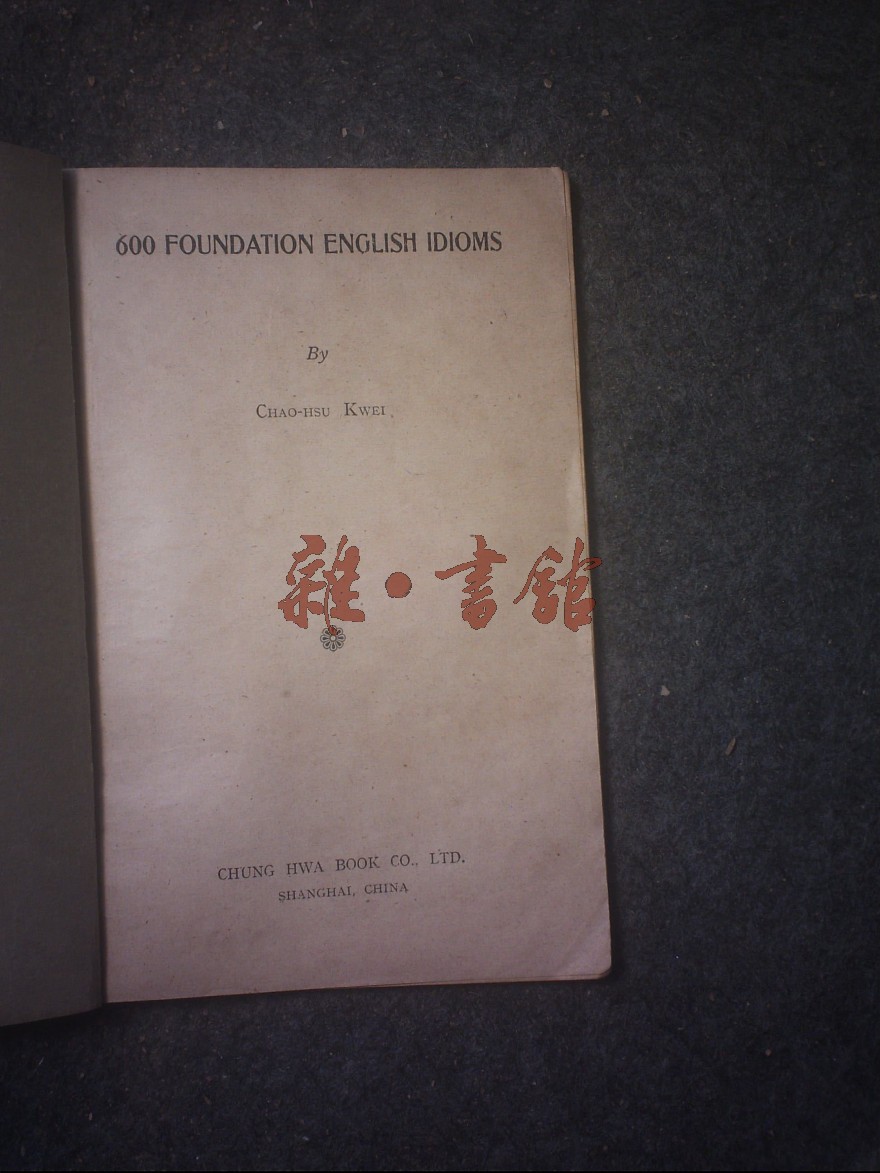 600 FOUNDATION ENGLISH IDIOMS
By
CHAO-HSU KWEI
雜·書館
CHUNG HWA BOOK CO., LTD.
SHANGHAI, CHINA